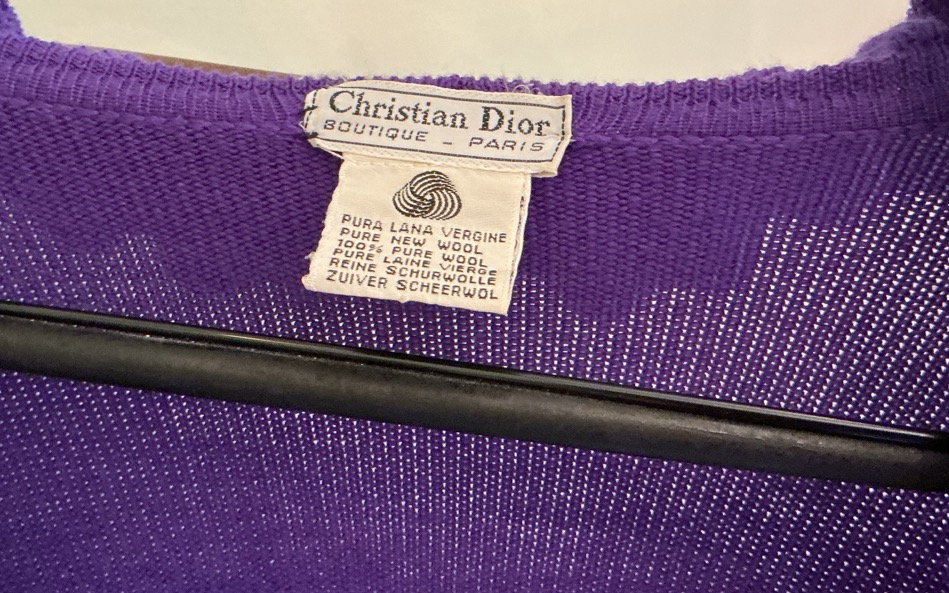 Christian Dior
BOUTIQUE - PARIS
PURA LANA VERGINE
PURE NEW WOOL
100% PURE WOOL
PURE LAINE VIERGE
REINE SCHURWOLLE
ZUIVER SCHEERWOL